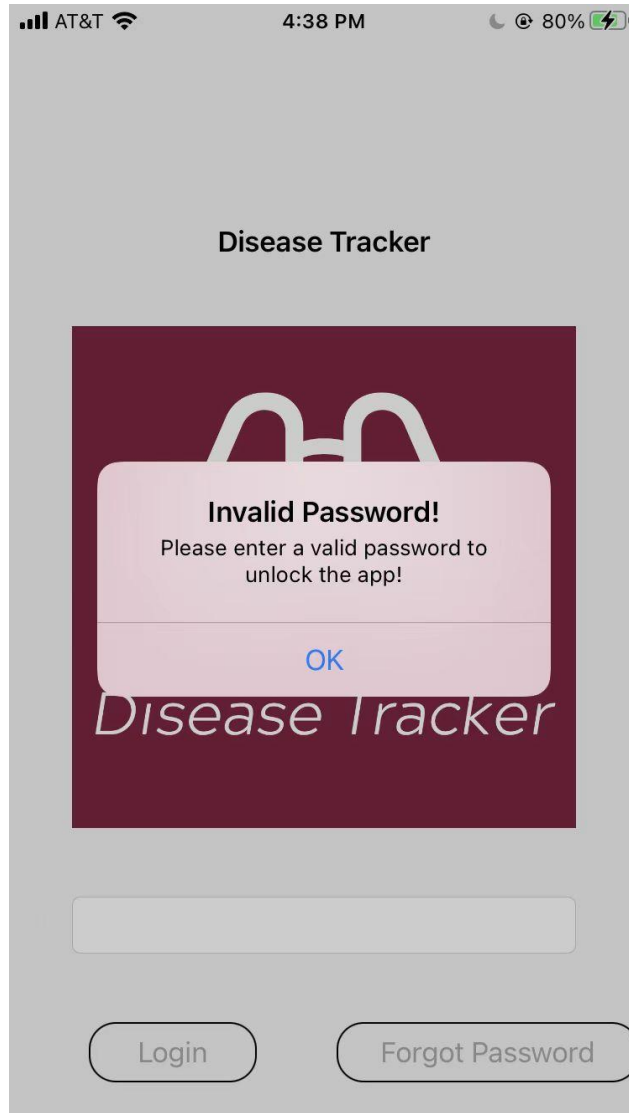 AT&T 4:38 PM 80%
Disease Tracker
Invalid Password!
Please enter a valid password to
unlock the app!
OK
Disease Tracker
Login Forgot Password